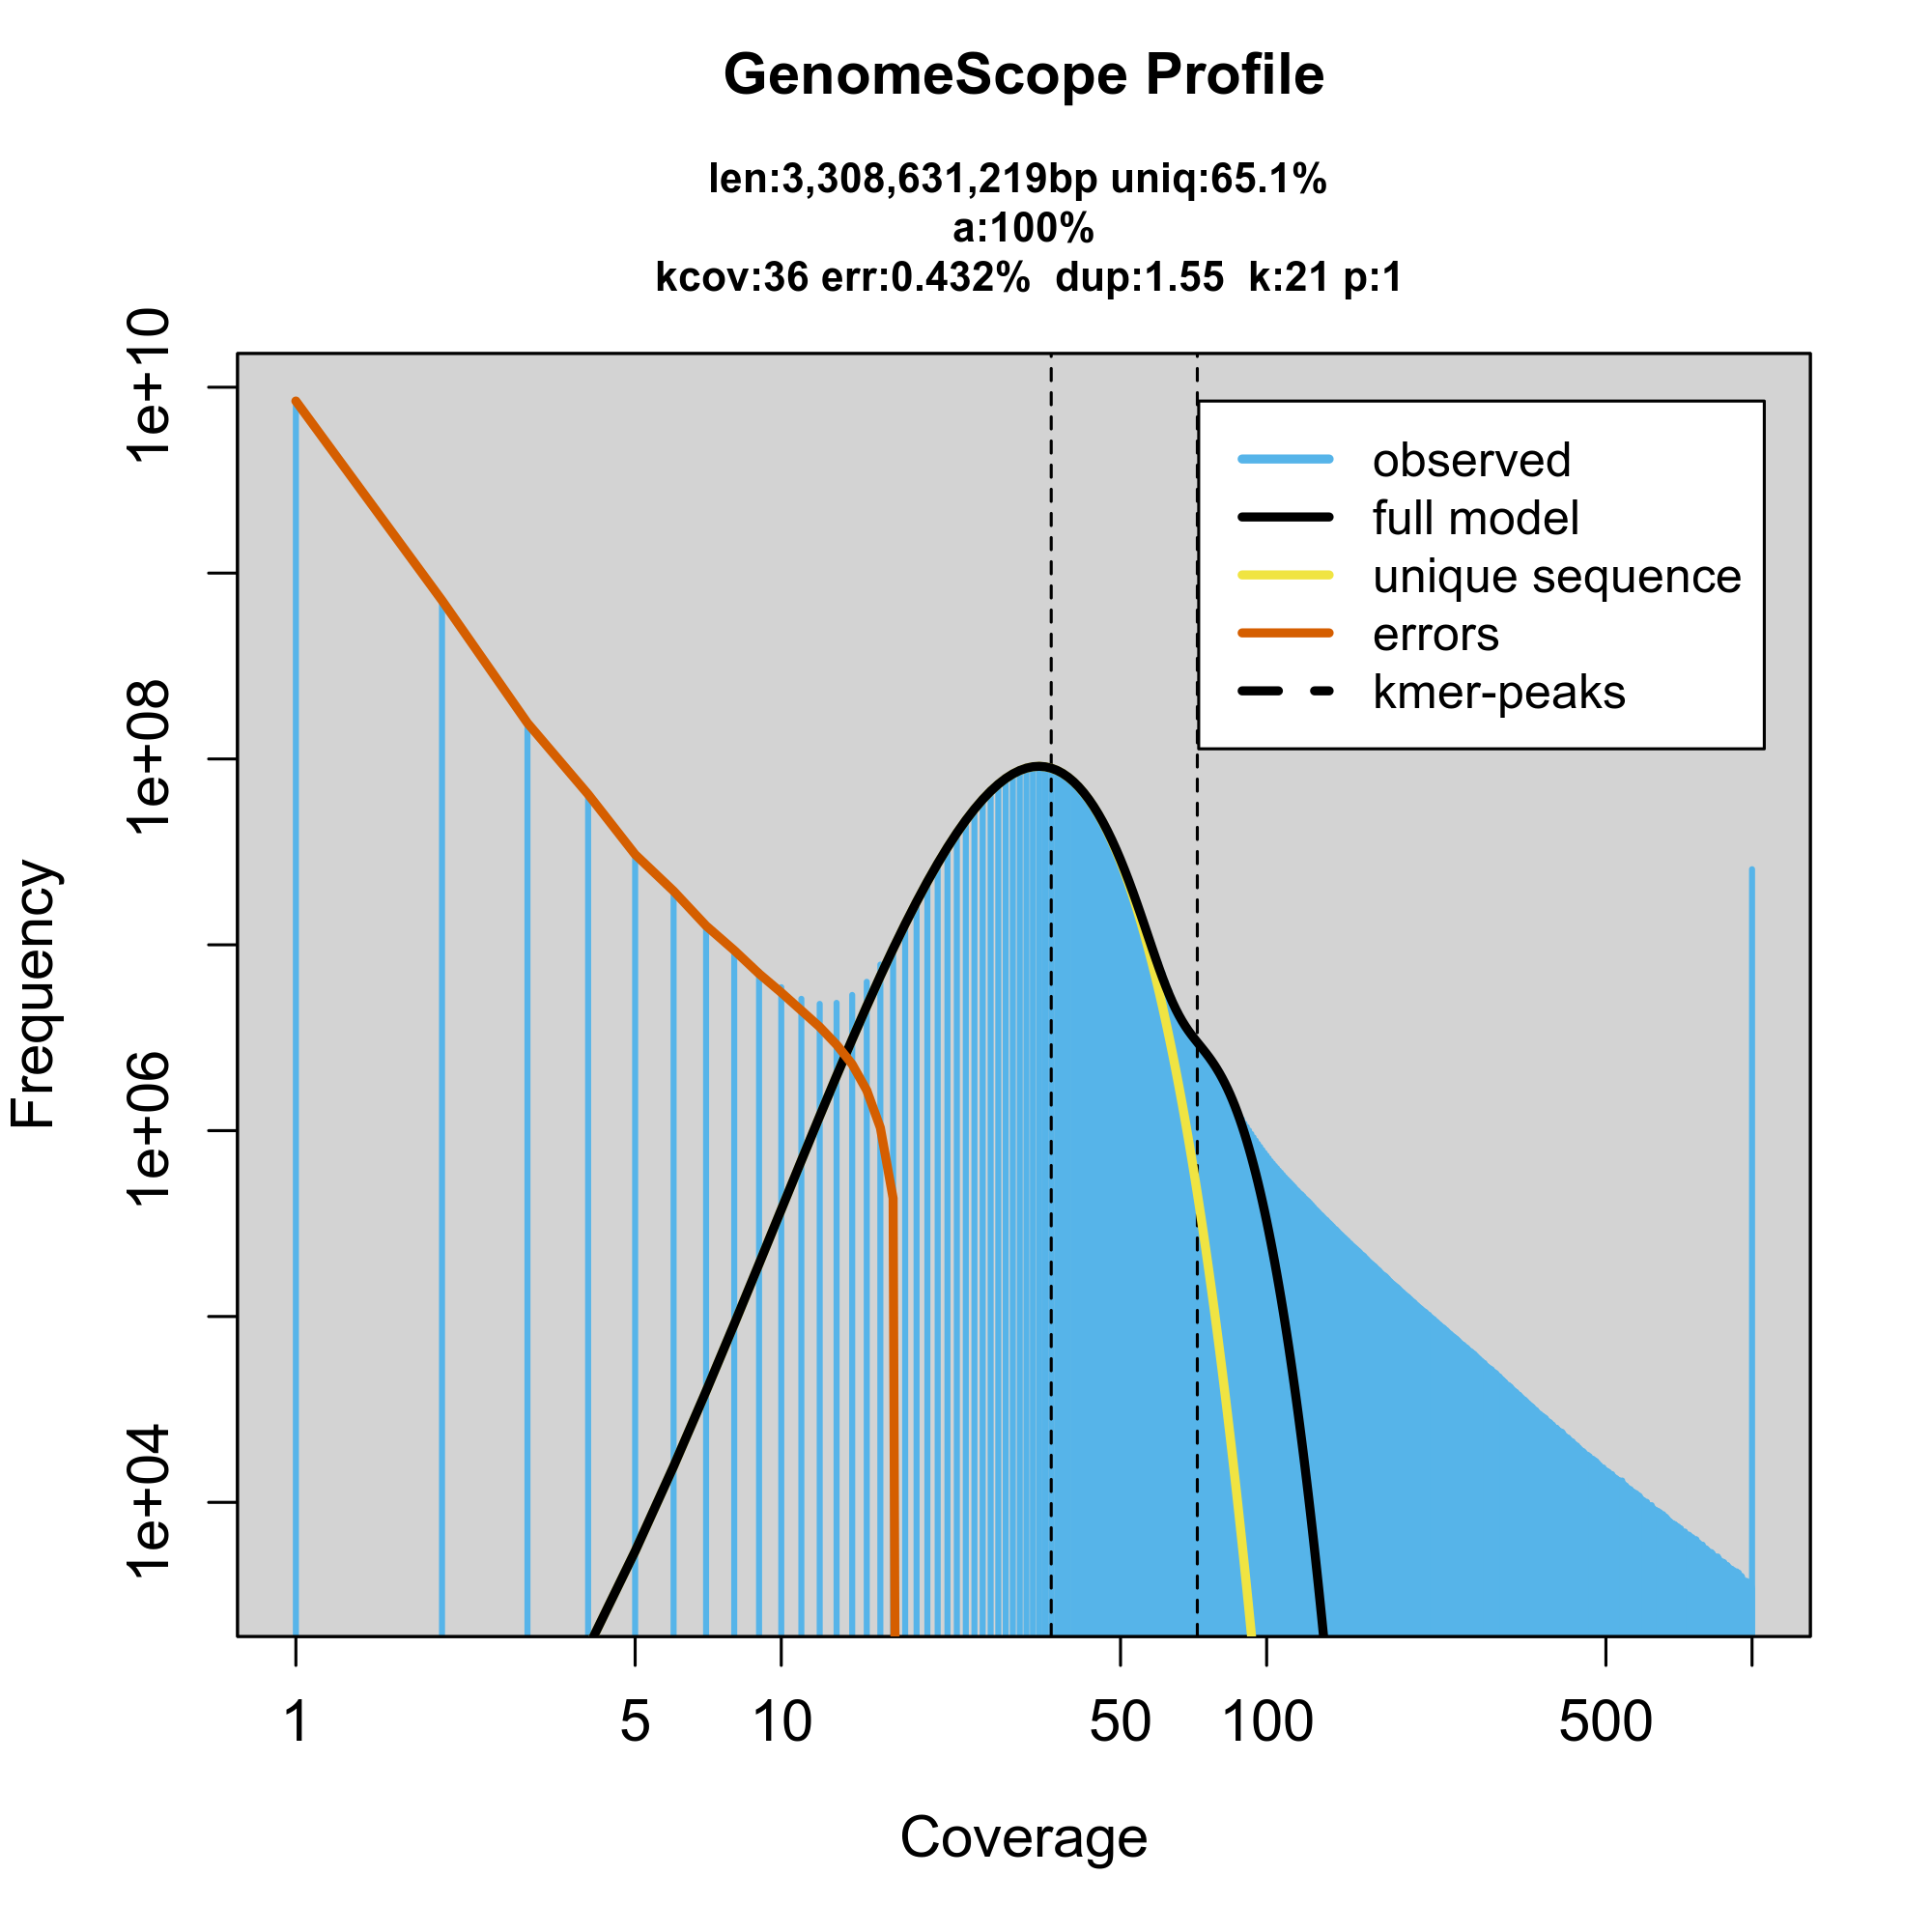 GenomeScope Profile
len:3,308,631,219bp uniq:65.1%
a:100%
kcov:36 err:0.432%  dup:1.55  k:21 p:1
1e+10
1e+08
1e+06
1e+04
Frequency
observed
full model
unique sequence
errors
kmer-peaks
1 5 10 50 100 500
Coverage